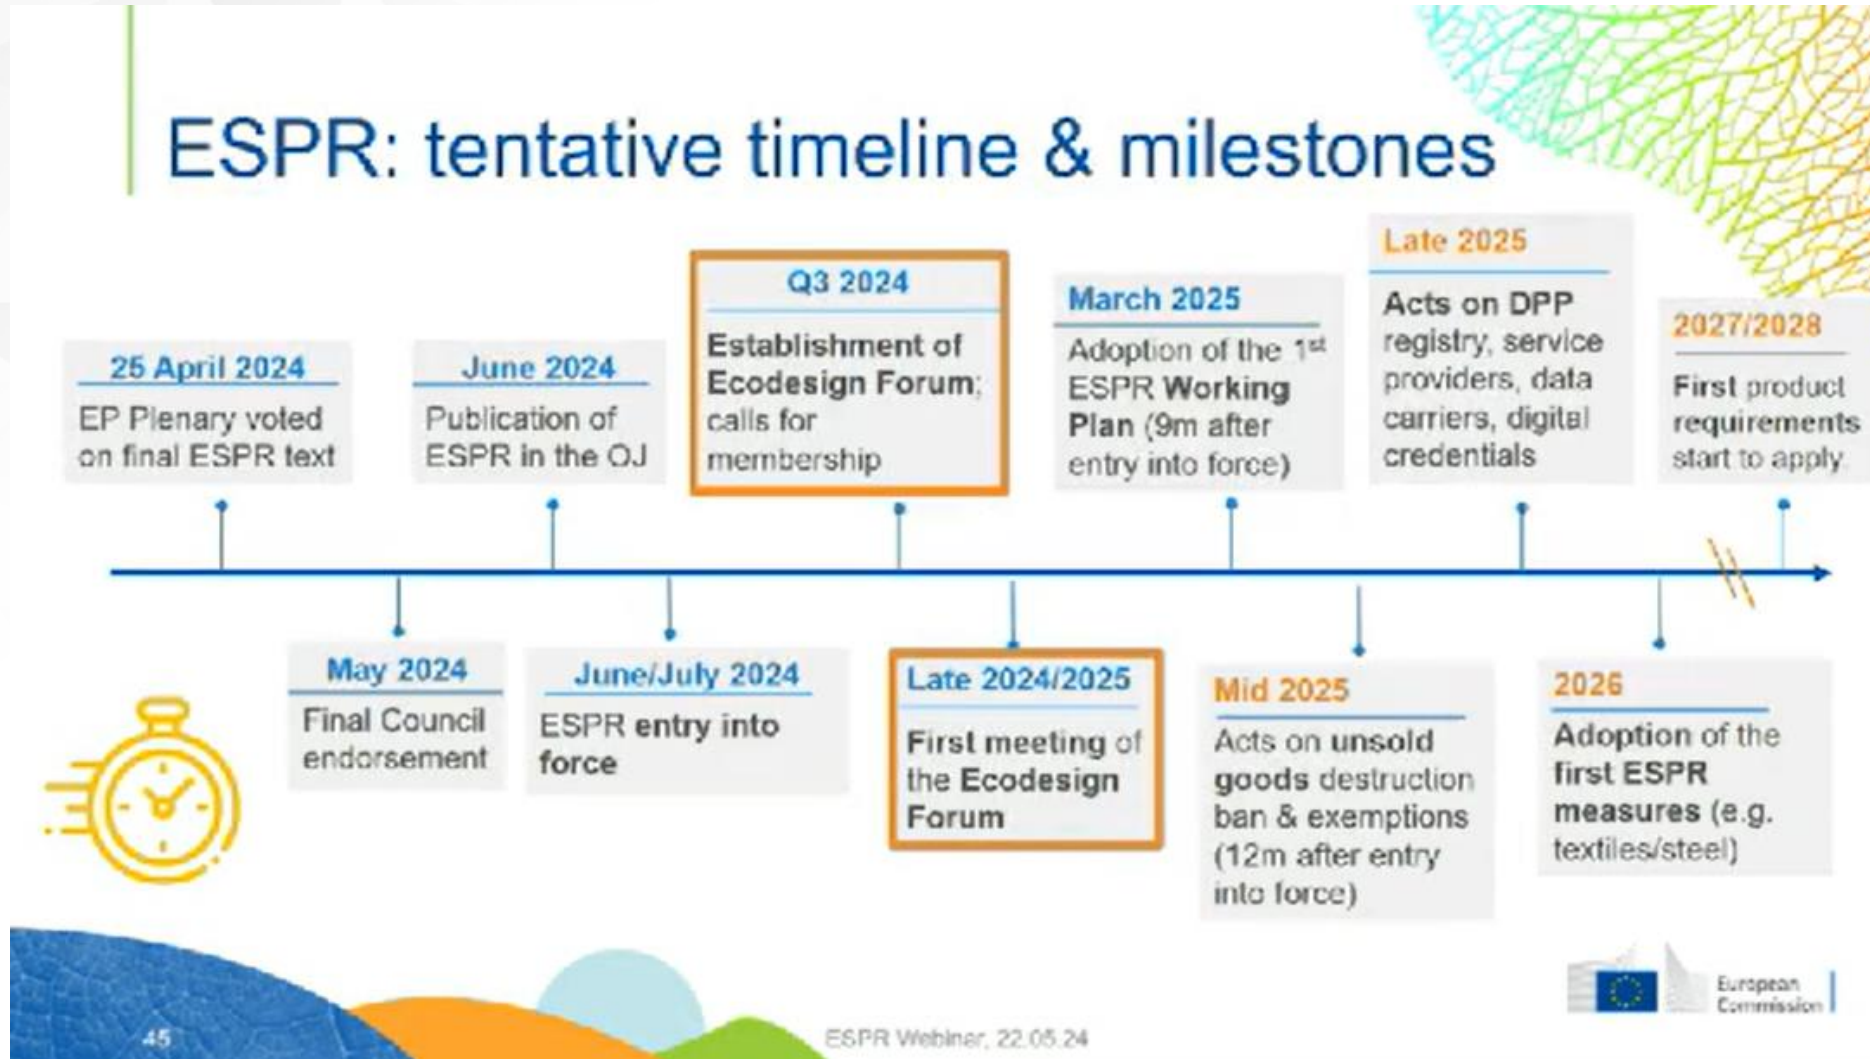 ESPR: tentative timeline & milestones
25 April 2024
EP Plenary voted
on final ESPR text
May 2024
Final Council
endorsement
June 2024
Publication of
ESPR in the OJ
June/July 2024
ESPR entry into
force
Q3 2024
Establishment of
Ecodesign Forum;
calls for
membership
Late 2024/2025
First meeting of
the Ecodesign
Forum
March 2025
Adoption of the 1st
ESPR Working
Plan (9m after
entry into force)
Mid 2025
Acts on unsold
goods destruction
ban & exemptions
(12m after entry
into force)
Late 2025
Acts on DPP
registry, service
providers, data
carriers, digital
credentials
2026
Adoption of the
first ESPR
measures (e.g.
textiles/steel)
2027/2028
First product
requirements
start to apply
45
ESPR Webinar, 22.05.24
European
Commission